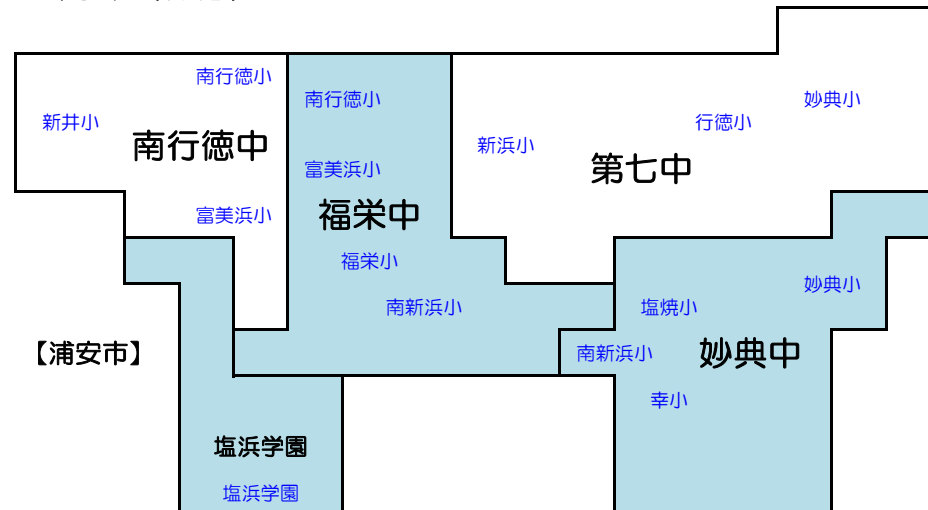 南行徳小
新井小
南行徳中
富美浜小
南行徳小
富美浜小
福栄中
福栄小
南新浜小
新浜小
行徳小
妙典小
第七中
妙典小
塩焼小
南新浜小
妙典中
幸小
【浦安市】
塩浜学園
塩浜学園